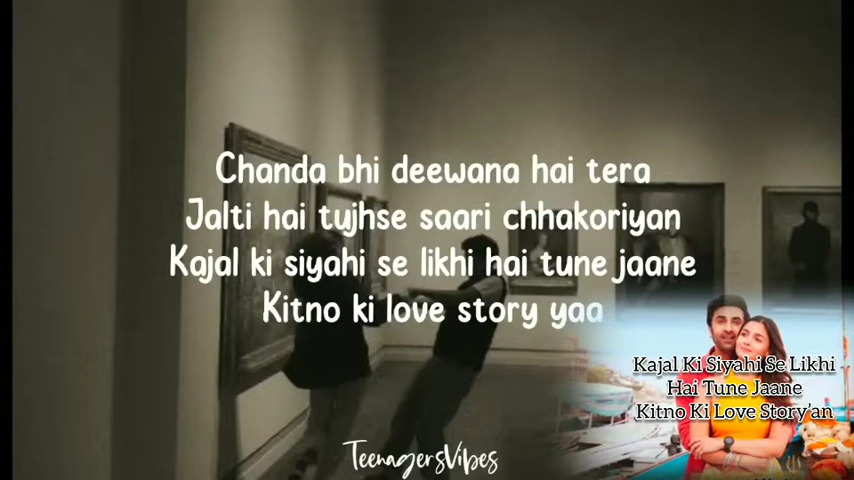 Chanda bhi deewana hai tera
Jalti hai tujhse saari chhakoriyan
Kajal ki siyahi se likhi hai tune jaane
Kitno ki love story yaa
Kajal Ki Siyahi Se Likhi
Hai Tune Jaane
Kitno Ki Love Story'an
TeenagersVibes